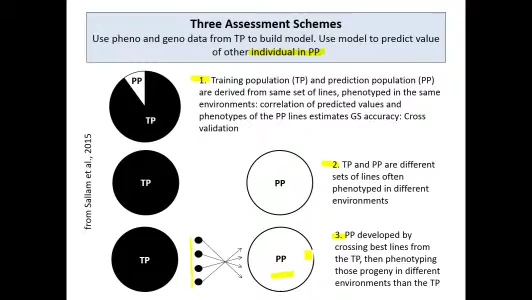 Three Assessment Schemes
Use pheno and geno data from TP to build model. Use model to predict value
of other individual in PP
PP
TP
1. Training population (TP) and prediction population (PP)
are derived from same set of lines, phenotyped in the same
environments: correlation of predicted values and
phenotypes of the PP lines estimates GS accuracy: Cross
validation
from Sallam et al., 2015
TP
PP
2. TP and PP are different
sets of lines often
phenotyped in different
environments
TP
PP
3. PP developed by
crossing best lines from
the TP, then phenotyping
those progeny in different
environments than the TP